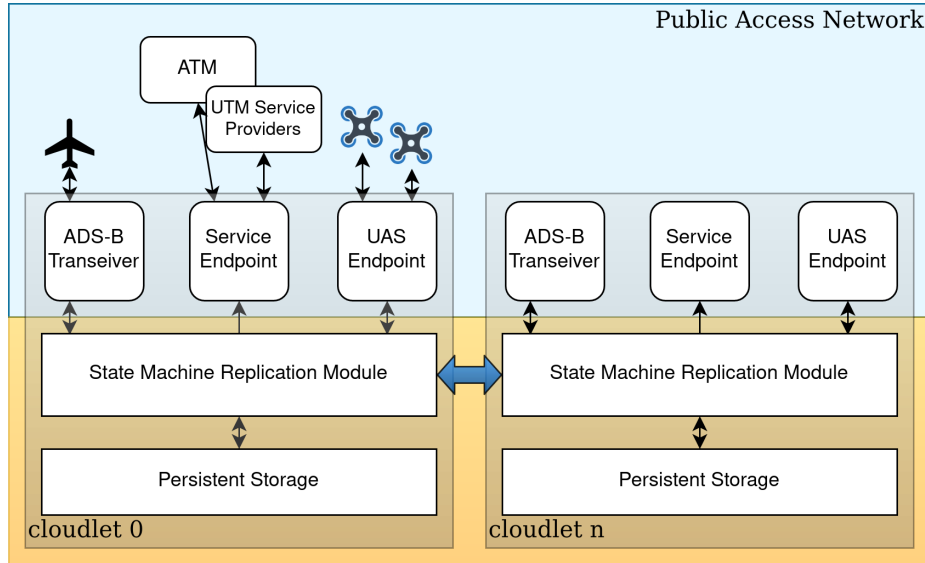 Public Access Network
ATM
UTM Service
Providers
ADS-B
Transeiver
Service
Endpoint
UAS
Endpoint
ADS-B
Transeiver
Service
Endpoint
UAS
Endpoint
State Machine Replication Module
State Machine Replication Module
Persistent Storage
Persistent Storage
cloudlet 0
cloudlet n